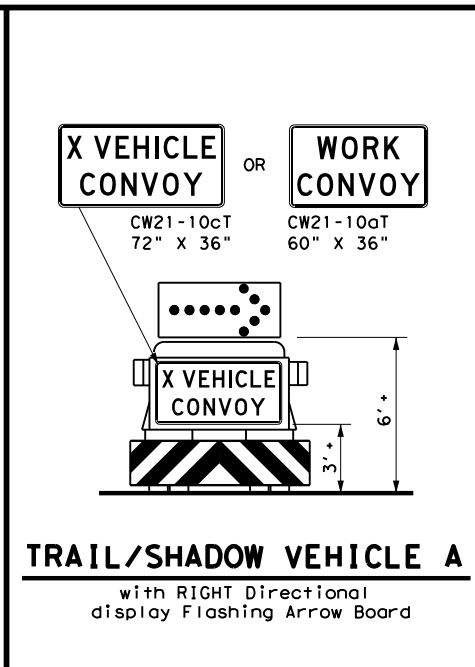 X VEHICLE
CONVOY
OR
WORK
CONVOY
CW21-10cT
72" X 36"
CW21-10aT
60" X 36"
X VEHICLE
CONVOY
6' +
3' +
TRAIL/SHADOW VEHICLE A
with RIGHT Directional
display Flashing Arrow Board